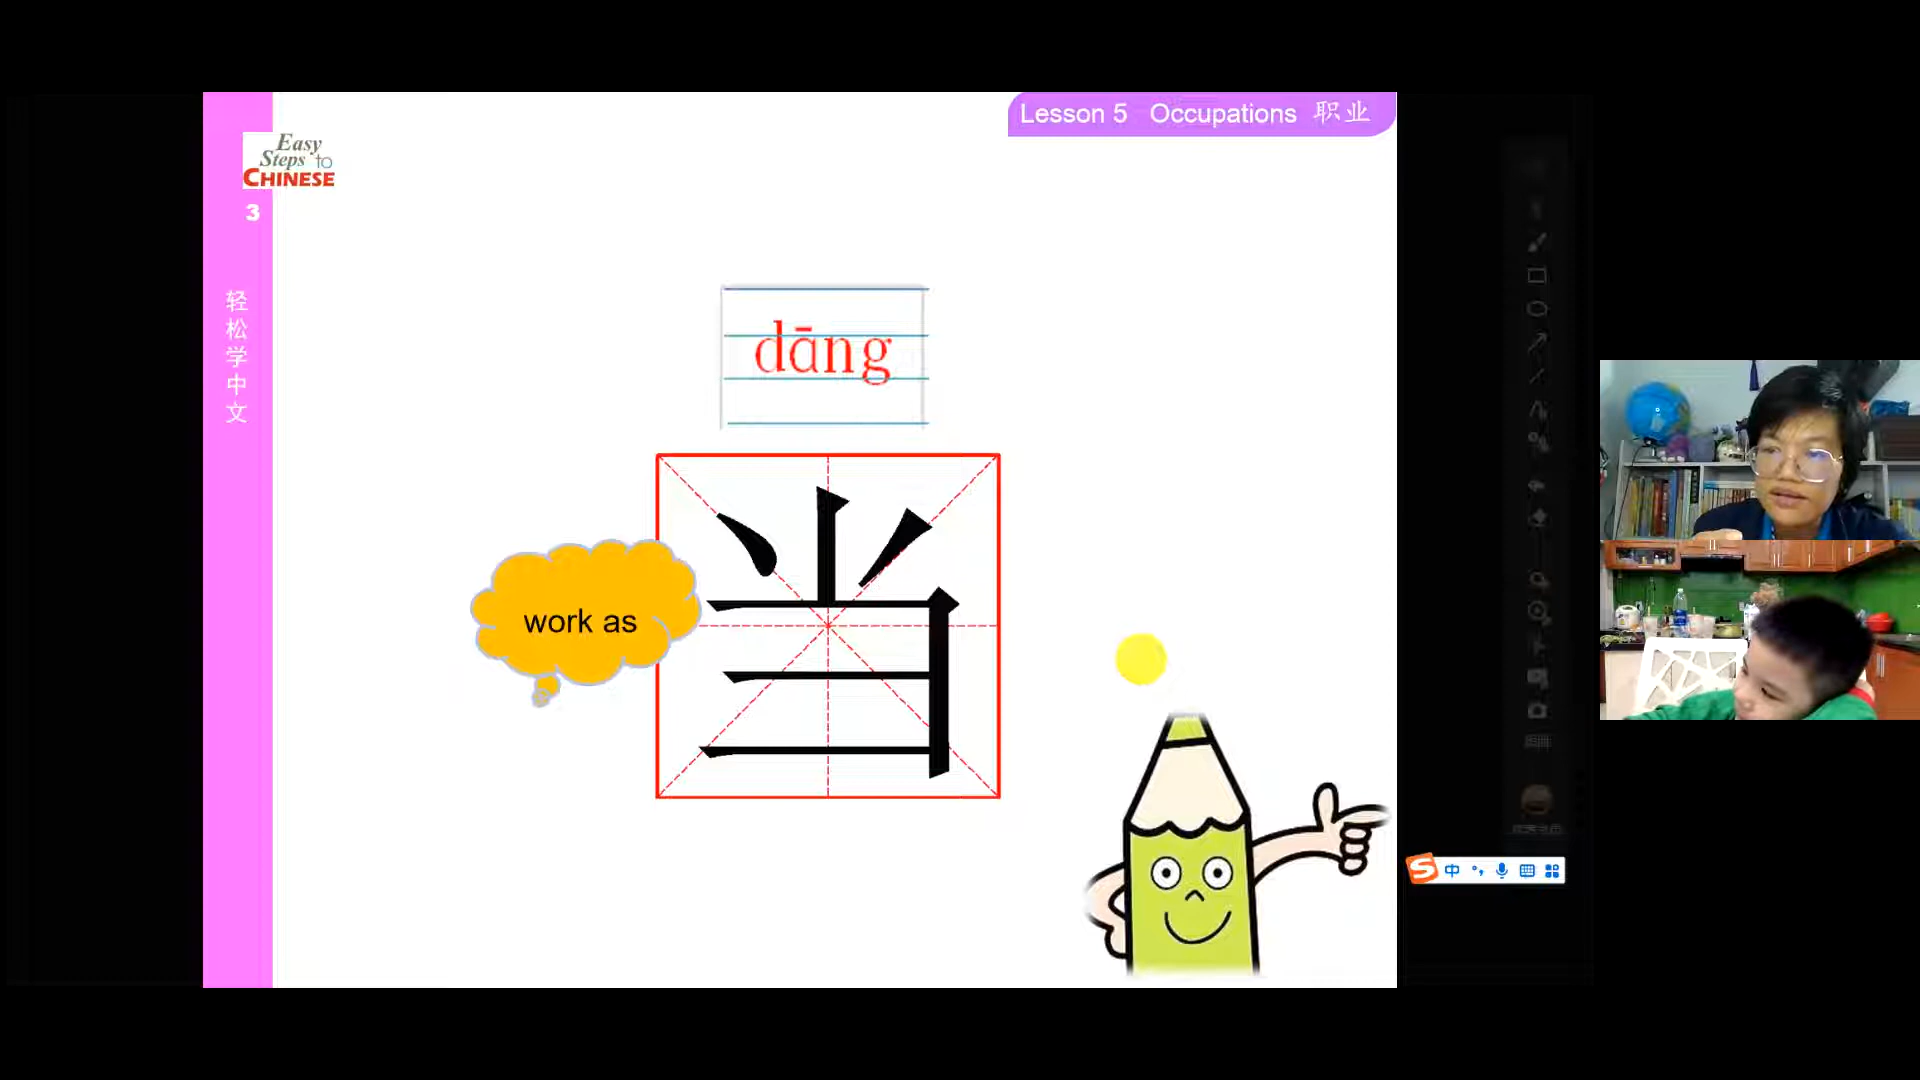 Lesson 5 Occupations 职业
Easy
Steps to
CHINESE
3
轻松学中文
dāng
work as
当
中